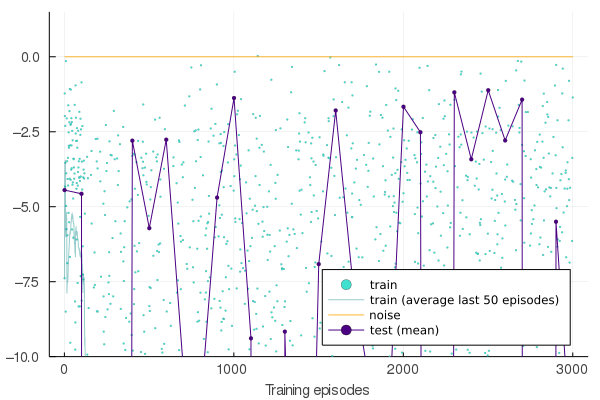 0.0
−2.5
−5.0
−7.5
−10.0
0
1000
2000
3000
Training episodes
train
train (average last 50 episodes)
noise
test (mean)